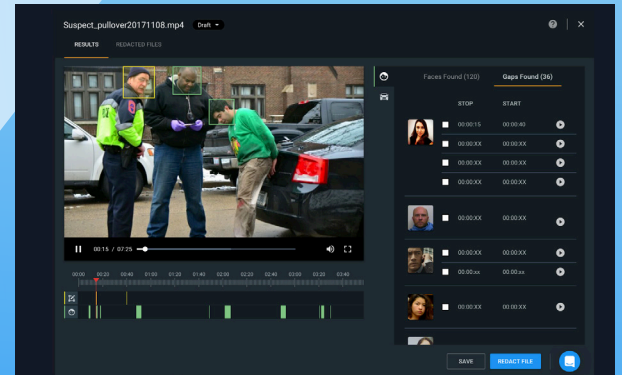 Suspect_pullover20171108.mp4 Draft
RESULTS REDACTED FILES
Faces Found (120) Gaps Found (36)
STOP START
00:00:15 00:00:40
00:00:XX 00:00:XX
00:00:XX 00:00:XX
00:00:XX 00:00:XX
00:00:XX 00:00:XX
00:00:XX 00:00:XX
00:00:xx 00:00:xx
00:00:XX 00:00:XX
00:15 / 07:25
00:00 00:20 00:40 01:00 01:20 01:40 02:00 02:20 02:40 03:00 03:20 03:40
SAVE REDACT FILE